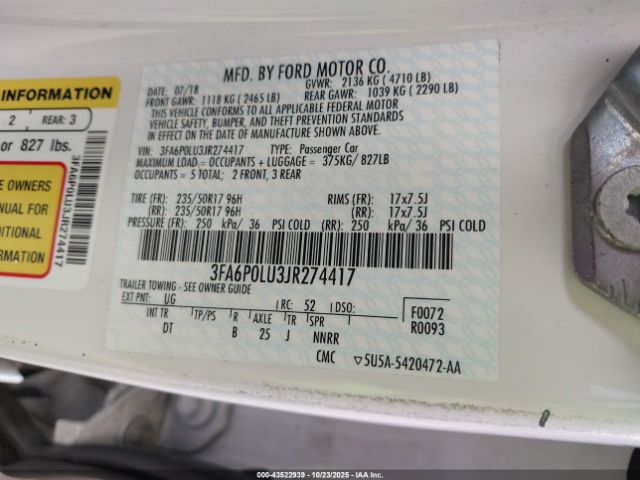 INFORMATION
2 REAR: 3
or 827 lbs.
3FA6P0LU3JR274417
E OWNERS
ANUAL FOR
DDITIONAL
ORMATION
MFD. BY FORD MOTOR CO.
DATE: 07/18 GVWR: 2136 KG ( 4710 LB)
FRONT GAWR: 1118 KG ( 2465 LB) REAR GAWR: 1039 KG ( 2290 LB)
THIS VEHICLE CONFORMS TO ALL APPLICABLE FEDERAL MOTOR
VEHICLE SAFETY, BUMPER, AND THEFT PREVENTION STANDARDS
IN EFFECT ON THE DATE OF MANUFACTURE SHOWN ABOVE.
VIN: 3FA6P0LU3JR274417 TYPE: Passenger Car
MAXIMUM LOAD = OCCUPANTS + LUGGAGE = 375KG/ 827LB
OCCUPANTS = 5 TOTAL; 2 FRONT, 3 REAR
TIRE (FR): 235/50R17 96H RIMS (FR): 17x7.5J
(RR): 235/50R17 96H (RR): 17x7.5J
PRESSURE (FR): 250 kPa/ 36 PSI COLD (RR): 250 kPa/ 36 PSI COLD
3FA6P0LU3JR274417
TRAILER TOWING - SEE OWNER GUIDE
EXT PNT: UG RC: 52 DSO: F0072
INT TR TP/PS R AXLE TR SPR R0093
DT B 25 J NNRR
CMC ▽5U5A-5420472-AA
© IAA - 43522939 - 10/23/2025 - IAAI.COM